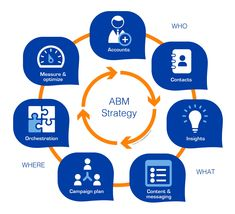 WHO
Accounts
Measure &
optimize
Contacts
ABM
Strategy
Orchestration
Insights
WHERE
WHAT
Campaign plan
Content &
messaging